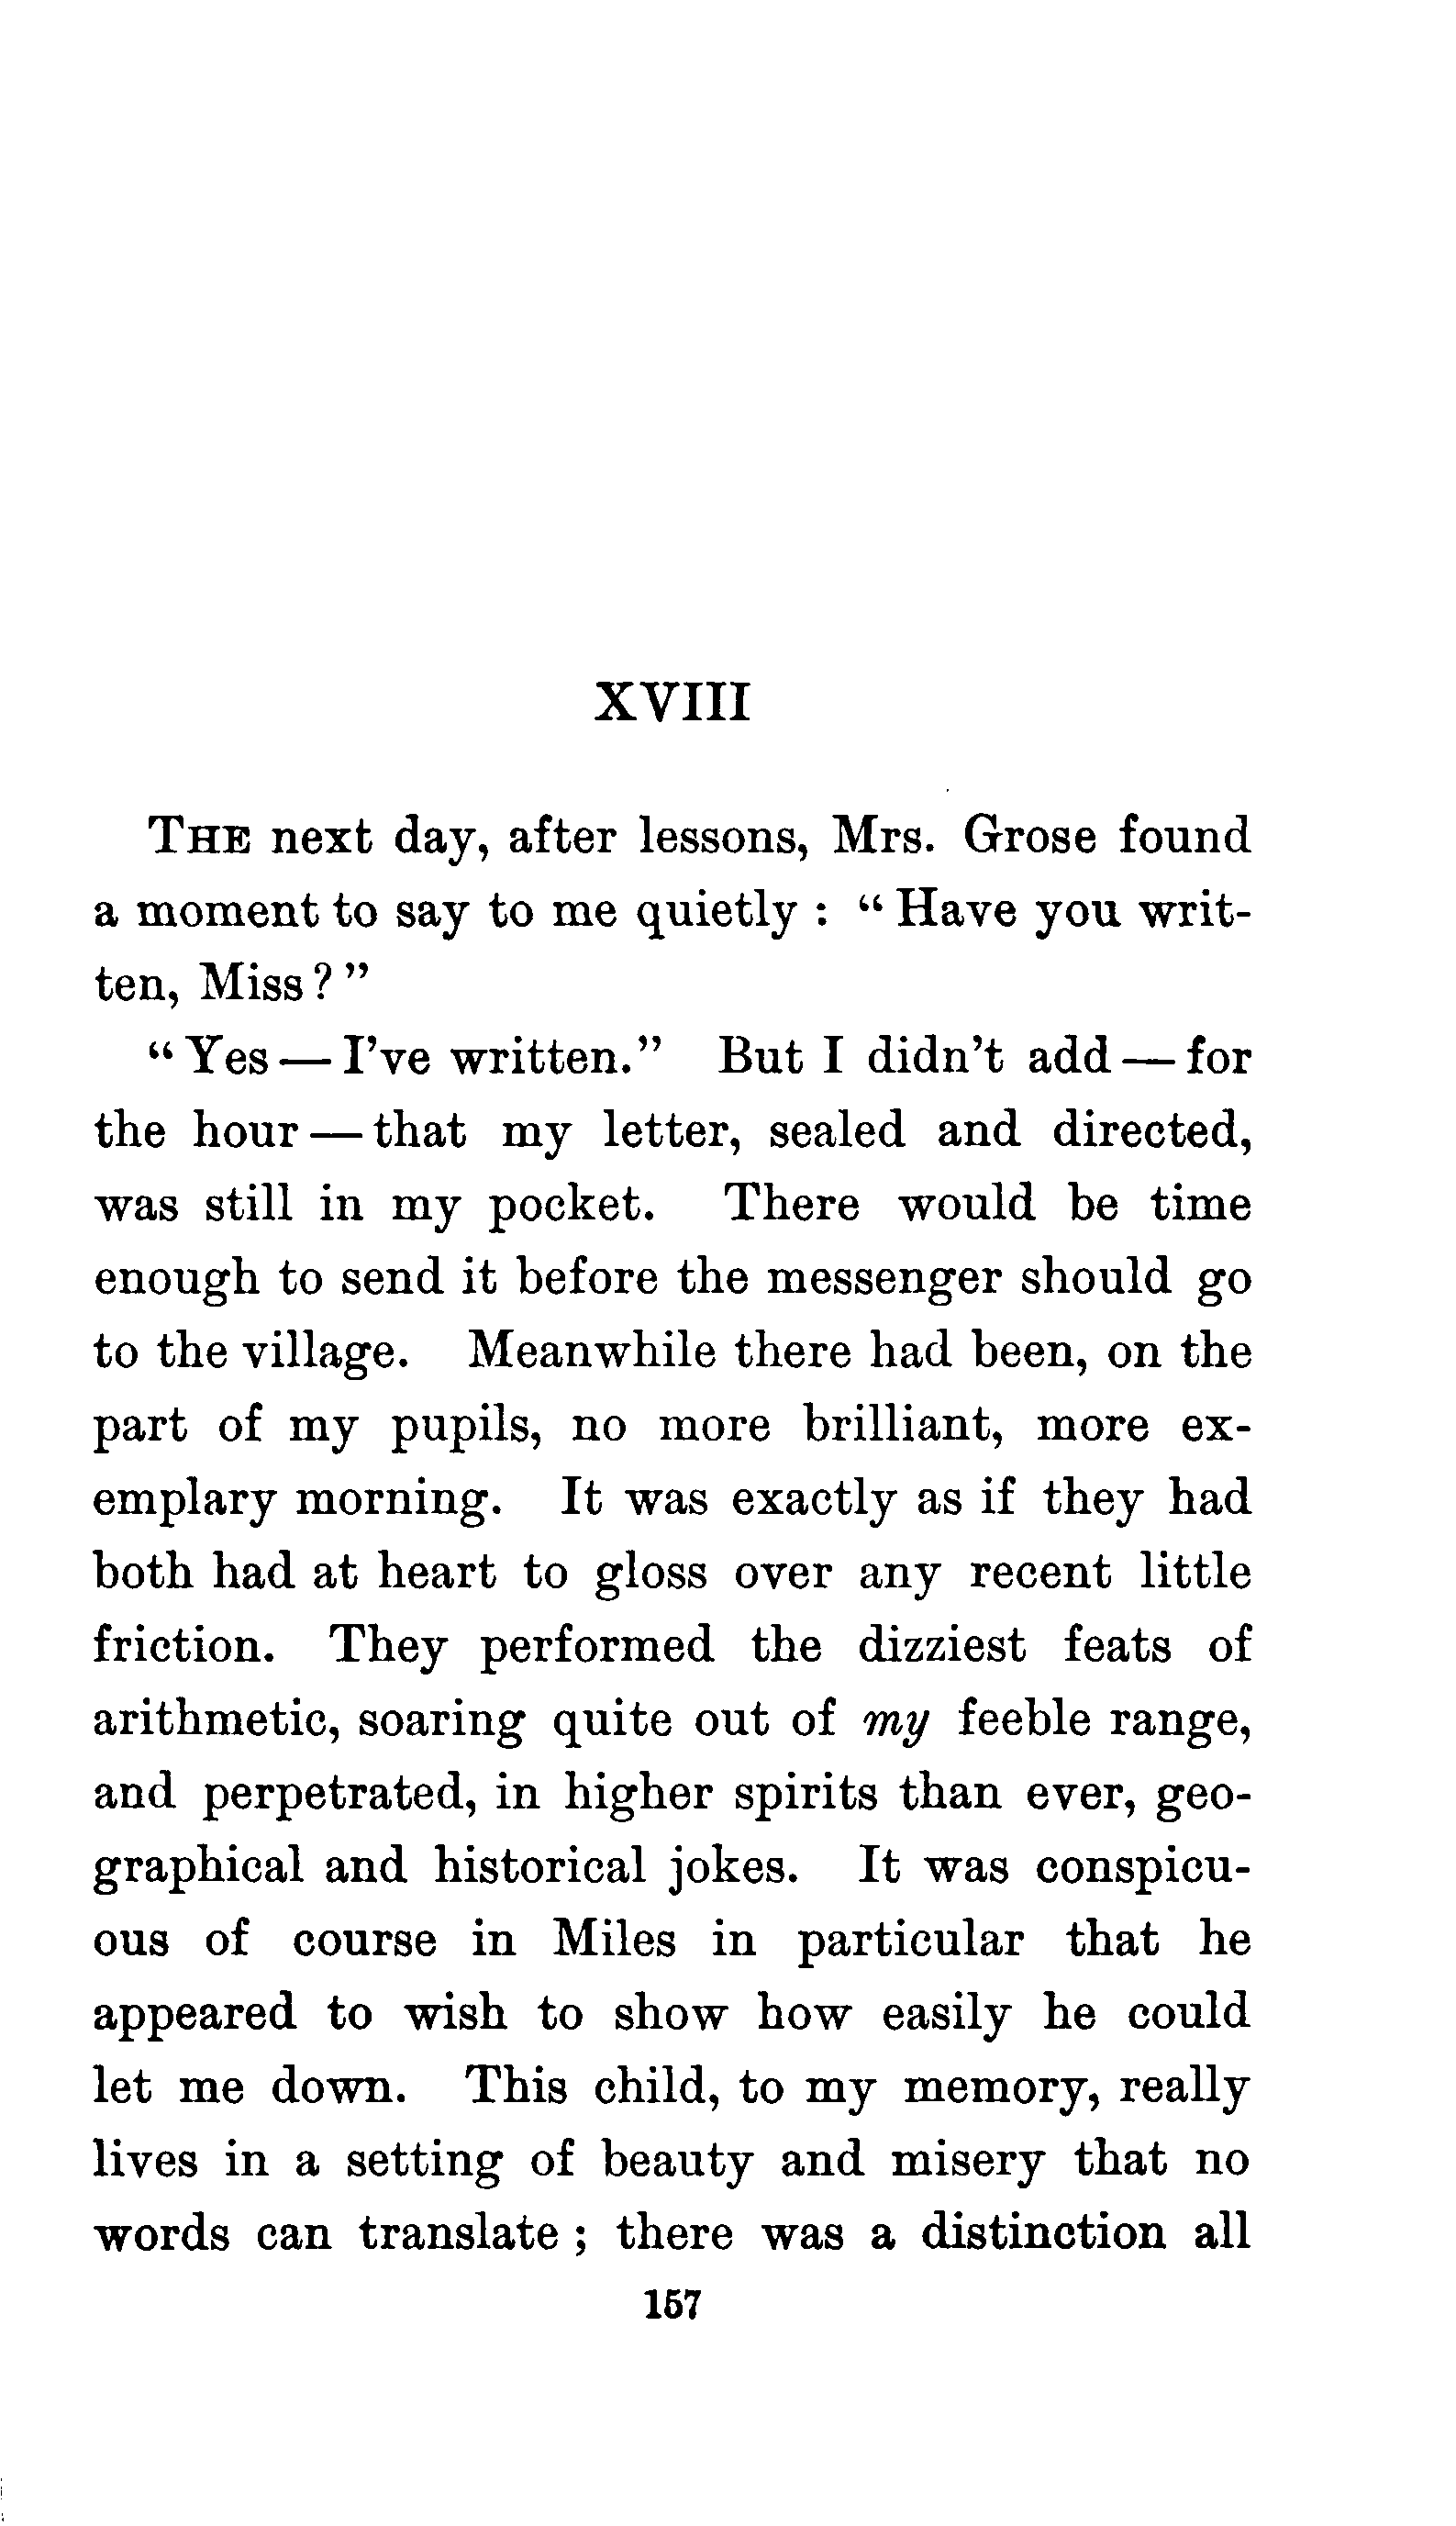 XVIII
THE next day, after lessons, Mrs. Grose found
a moment to say to me quietly : “ Have you writ-
ten, Miss ? ”
“ Yes — I’ve written.” But I didn’t add — for
the hour — that my letter, sealed and directed,
was still in my pocket. There would be time
enough to send it before the messenger should go
to the village. Meanwhile there had been, on the
part of my pupils, no more brilliant, more ex-
emplary morning. It was exactly as if they had
both had at heart to gloss over any recent little
friction. They performed the dizziest feats of
arithmetic, soaring quite out of my feeble range,
and perpetrated, in higher spirits than ever, geo-
graphical and historical jokes. It was conspicu-
ous of course in Miles in particular that he
appeared to wish to show how easily he could
let me down. This child, to my memory, really
lives in a setting of beauty and misery that no
words can translate ; there was a distinction all
157